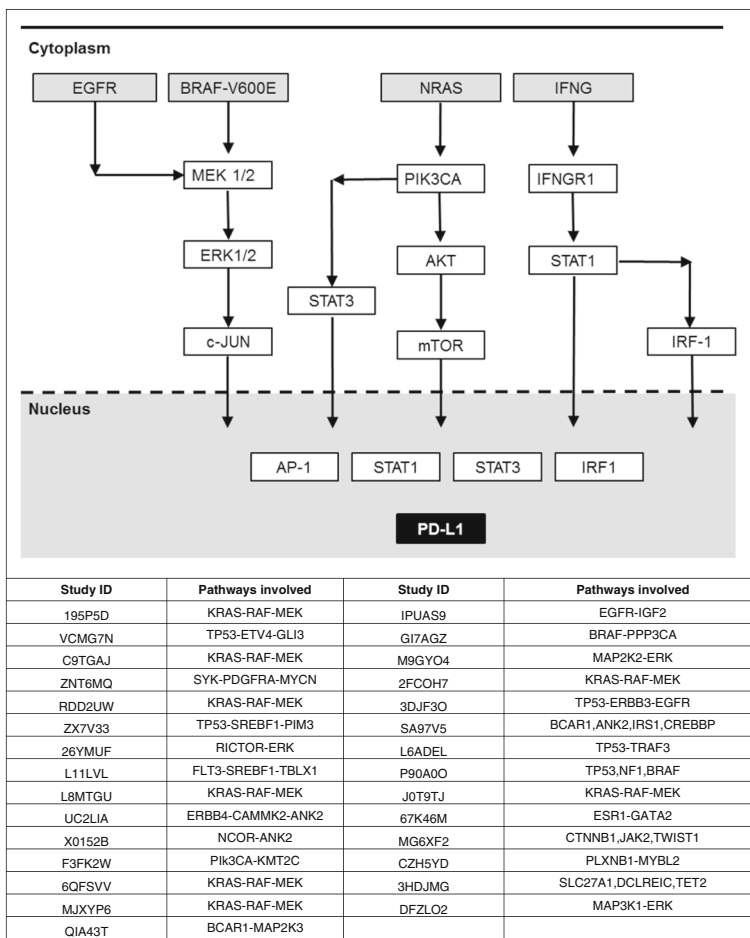 Cytoplasm
EGFR BRAF-V600E NRAS IFNG
MEK 1/2 PIK3CA IFNGR1
ERK1/2 AKT STAT1
STAT3
c-JUN mTOR IRF-1
Nucleus
AP-1 STAT1 STAT3 IRF1
PD-L1
Study ID Pathways involved Study ID Pathways involved
195P5D KRAS-RAF-MEK IPUAS9 EGFR-IGF2
VCMG7N TP53-ETV4-GLI3 GI7AGZ BRAF-PPP3CA
C9TGAJ KRAS-RAF-MEK M9GYO4 MAP2K2-ERK
ZNT6MQ SYK-PDGFRA-MYCN 2FCOH7 KRAS-RAF-MEK
RDD2UW KRAS-RAF-MEK 3DJF3O TP53-ERBB3-EGFR
ZX7V33 TP53-SREBF1-PIM3 SA97V5 BCAR1,ANK2,IRS1,CREBBP
26YMUF RICTOR-ERK L6ADEL TP53-TRAF3
L11LVL FLT3-SREBF1-TBLX1 P90A0O TP53,NF1,BRAF
L8MTGU KRAS-RAF-MEK J0T9TJ KRAS-RAF-MEK
UC2LIA ERBB4-CAMMK2-ANK2 67K46M ESR1-GATA2
X0152B NCOR-ANK2 MG6XF2 CTNNB1,JAK2,TWIST1
F3FK2W PIk3CA-KMT2C CZH5YD PLXNB1-MYBL2
6QFSVV KRAS-RAF-MEK 3HDJMG SLC27A1,DCLREIC,TET2
MJXYP6 KRAS-RAF-MEK DFZLO2 MAP3K1-ERK
QIA43T BCAR1-MAP2K3